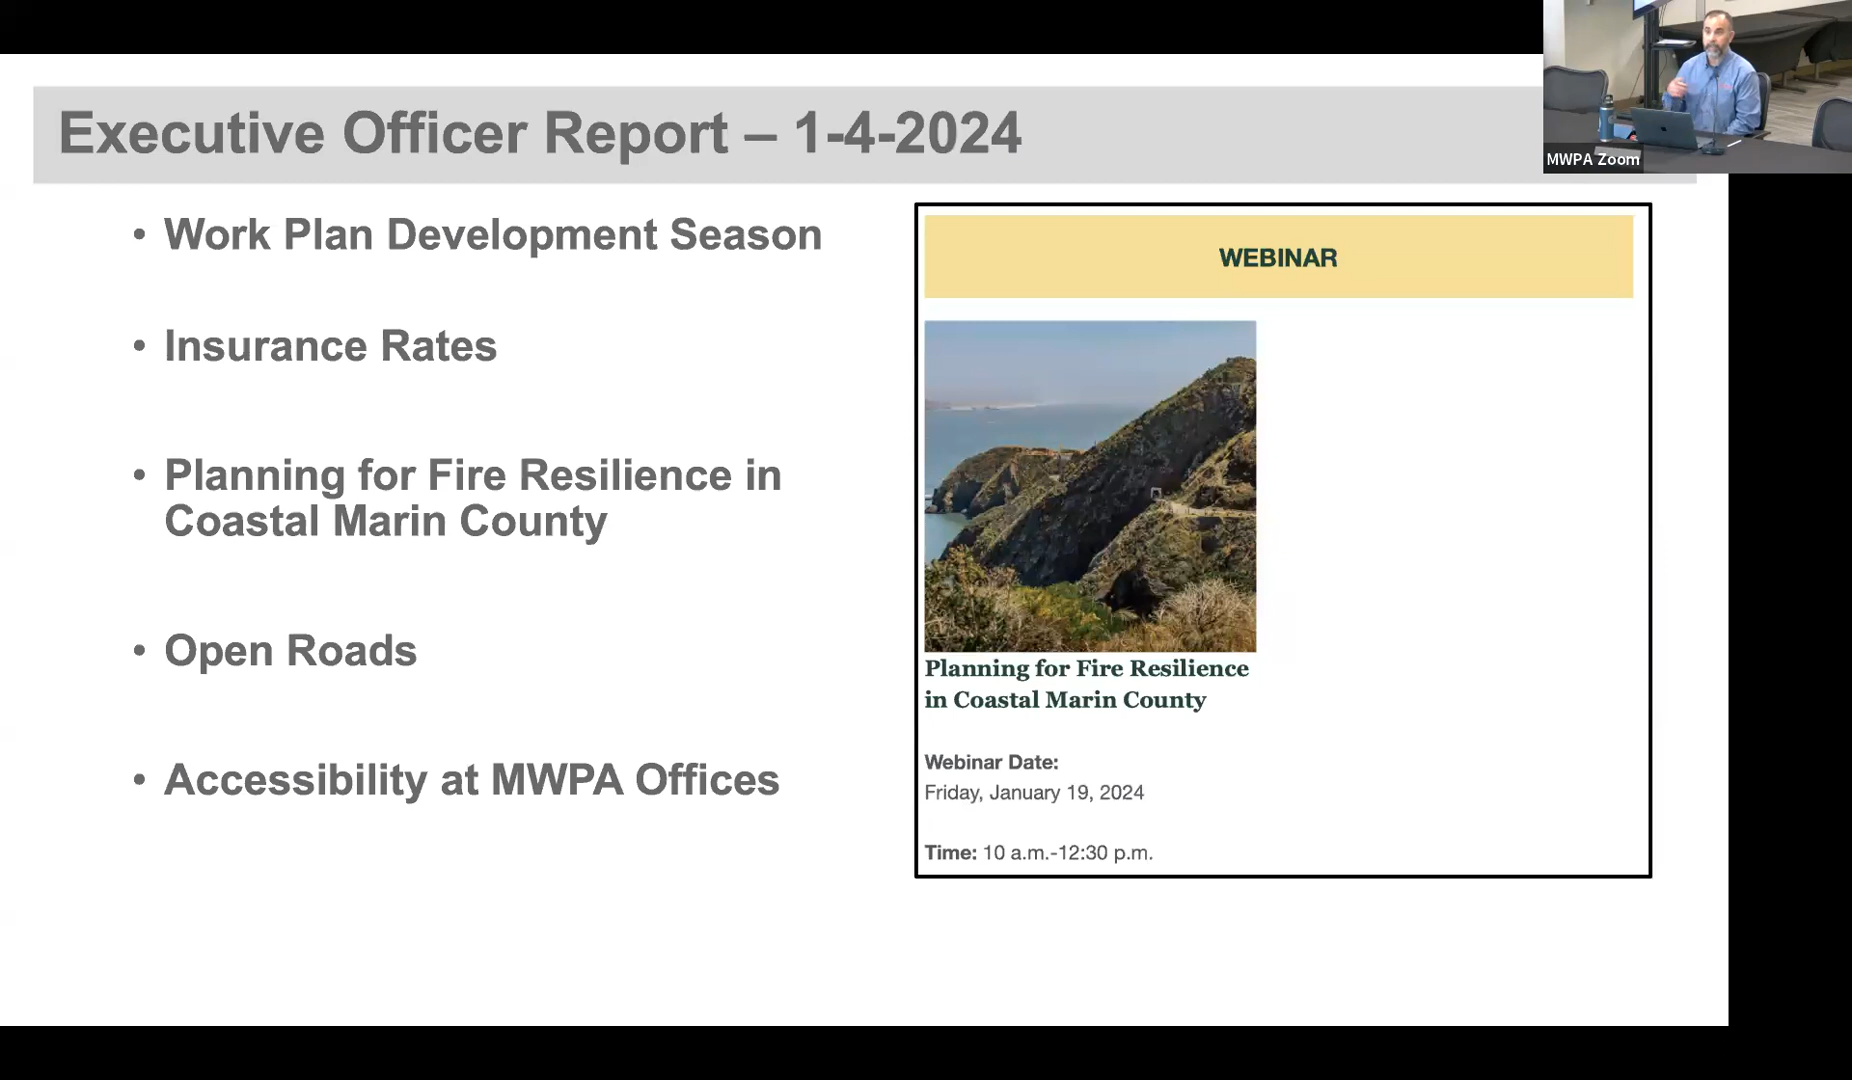 Executive Officer Report – 1-4-2024
MWPA Zoom
• Work Plan Development Season
• Insurance Rates
• Planning for Fire Resilience in
Coastal Marin County
• Open Roads
• Accessibility at MWPA Offices
WEBINAR
Planning for Fire Resilience
in Coastal Marin County
Webinar Date:
Friday, January 19, 2024
Time: 10 a.m.-12:30 p.m.